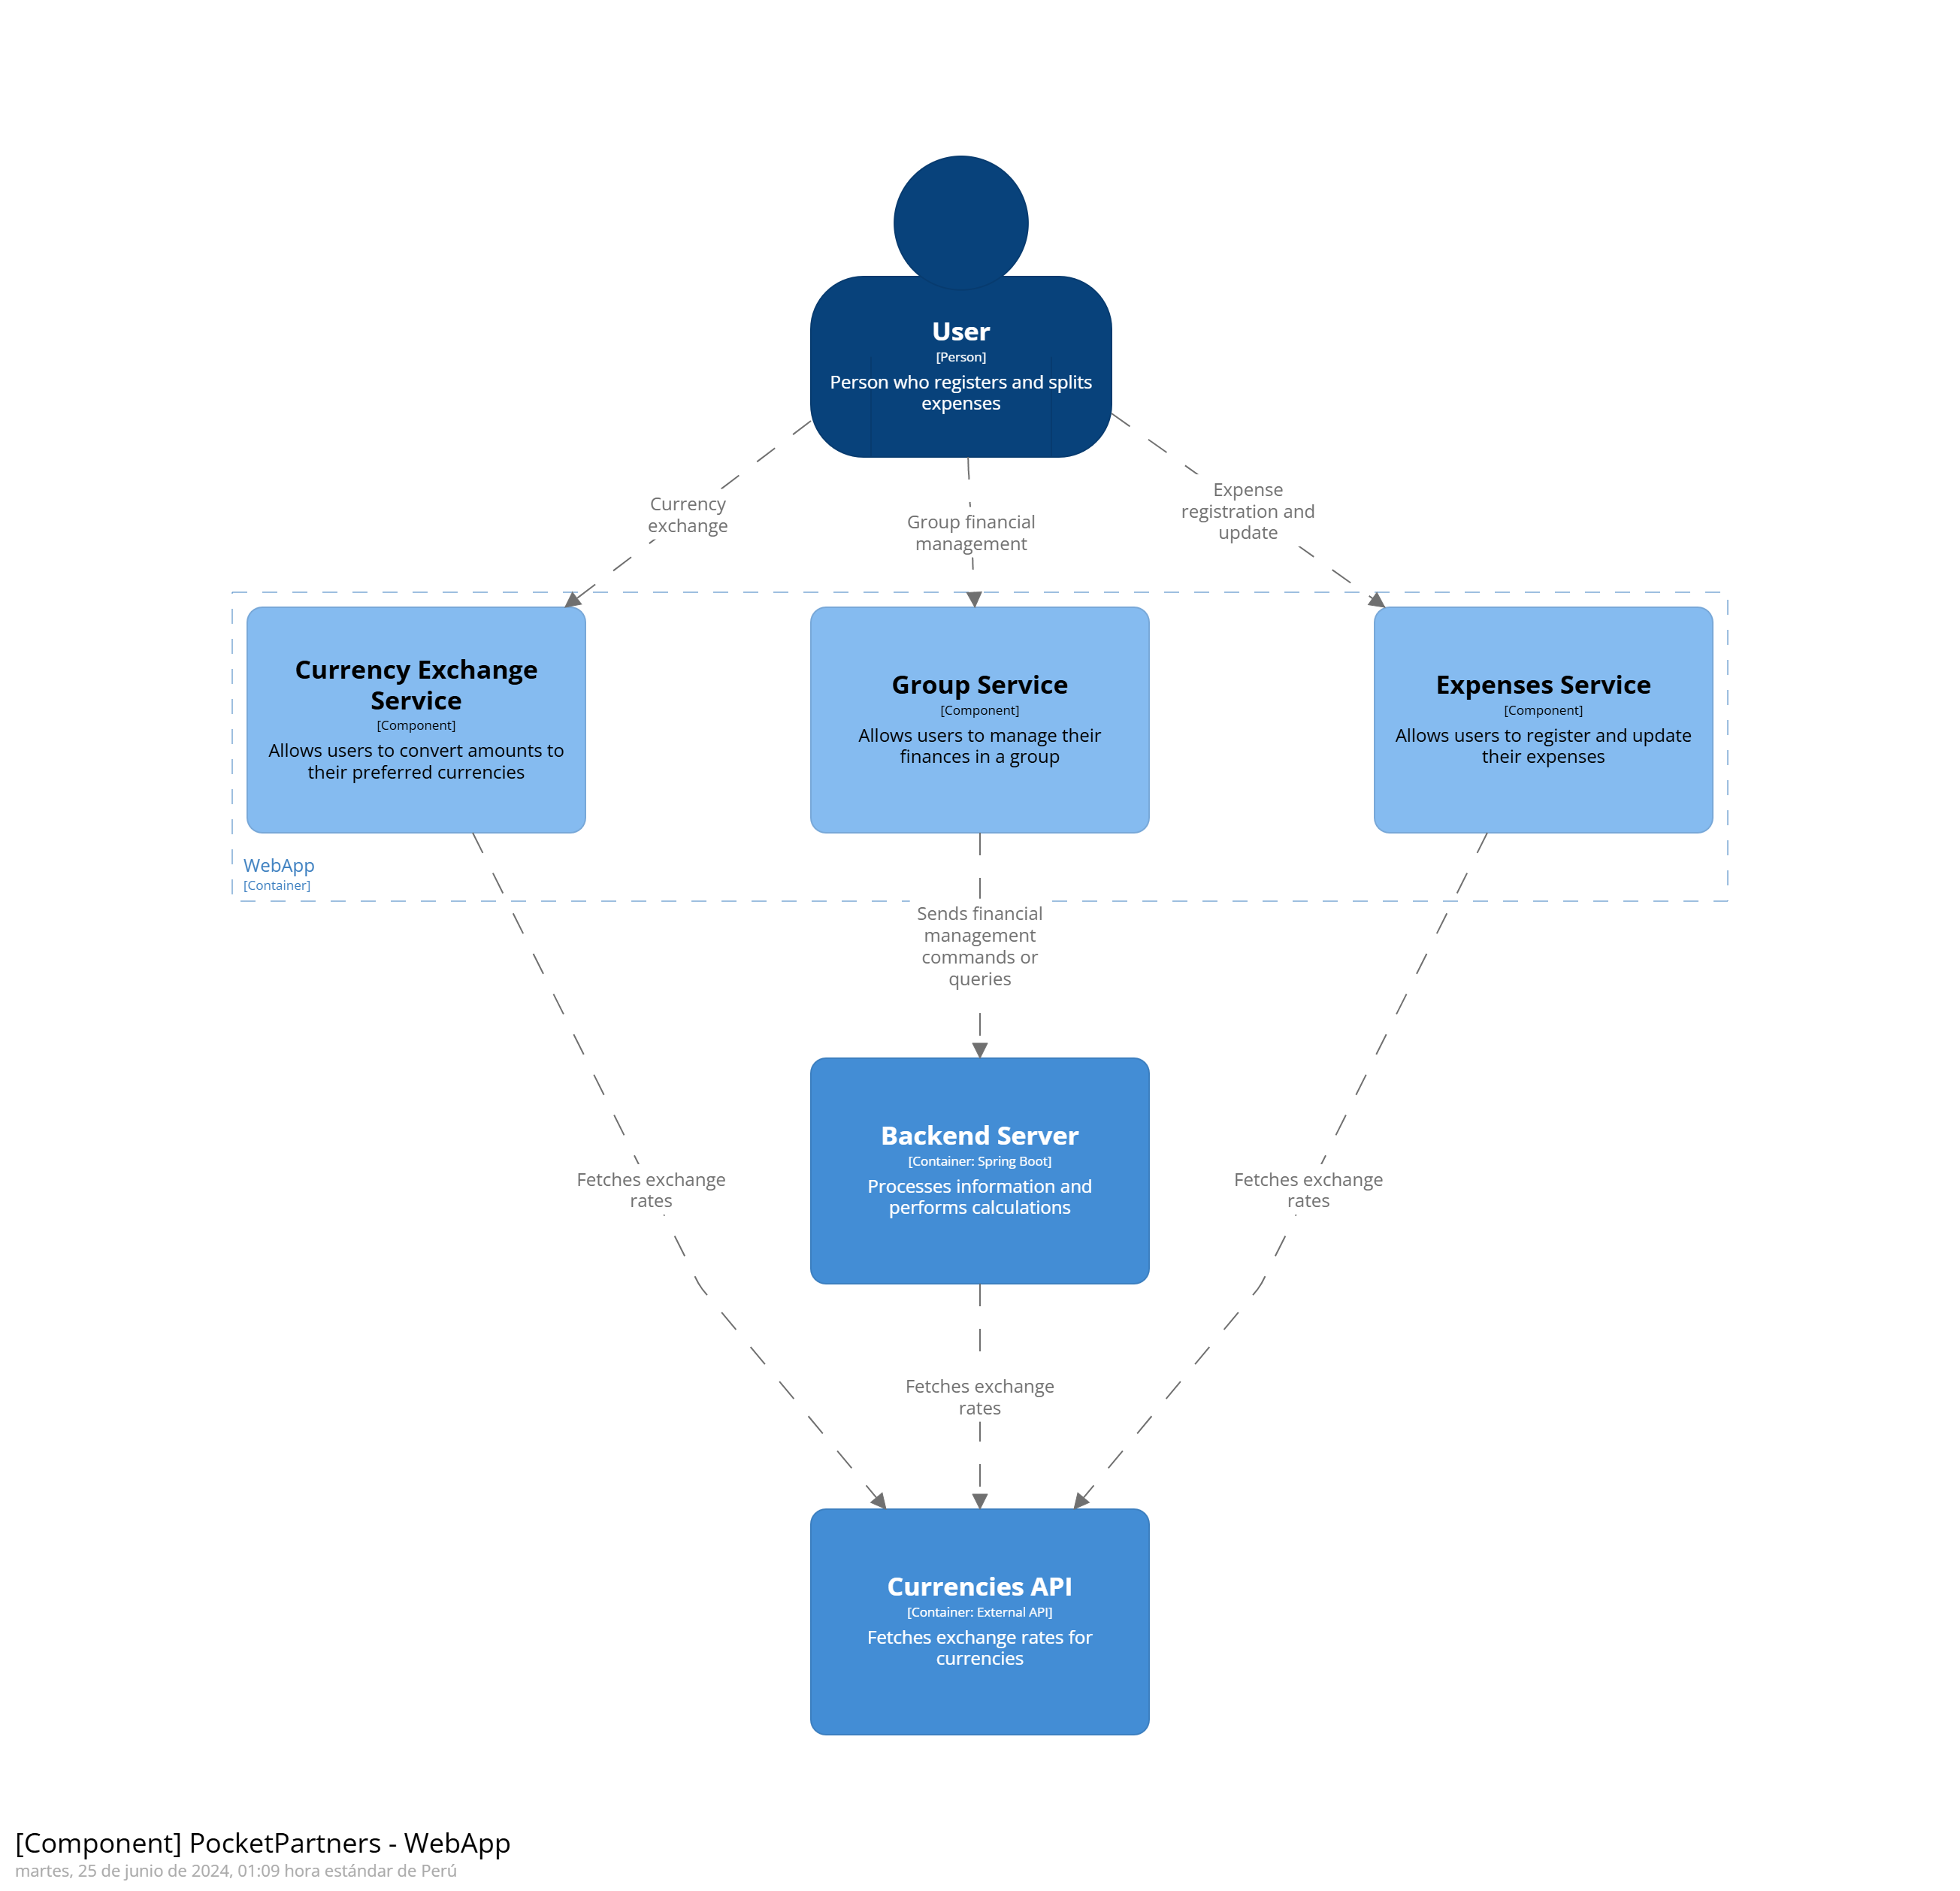 User
[Person]
Person who registers and splits
expenses
Currency
exchange
Group financial
management
Expense
registration and
update
Currency Exchange
Service
[Component]
Allows users to convert amounts to
their preferred currencies
Group Service
[Component]
Allows users to manage their
finances in a group
Expenses Service
[Component]
Allows users to register and update
their expenses
WebApp
[Container]
Sends financial
management
commands or
queries
Backend Server
[Container: Spring Boot]
Processes information and
performs calculations
Fetches exchange
rates
Fetches exchange
rates
Fetches exchange
rates
Currencies API
[Container: External API]
Fetches exchange rates for
currencies
[Component] PocketPartners - WebApp
martes, 25 de junio de 2024, 01:09 hora estándar de Perú